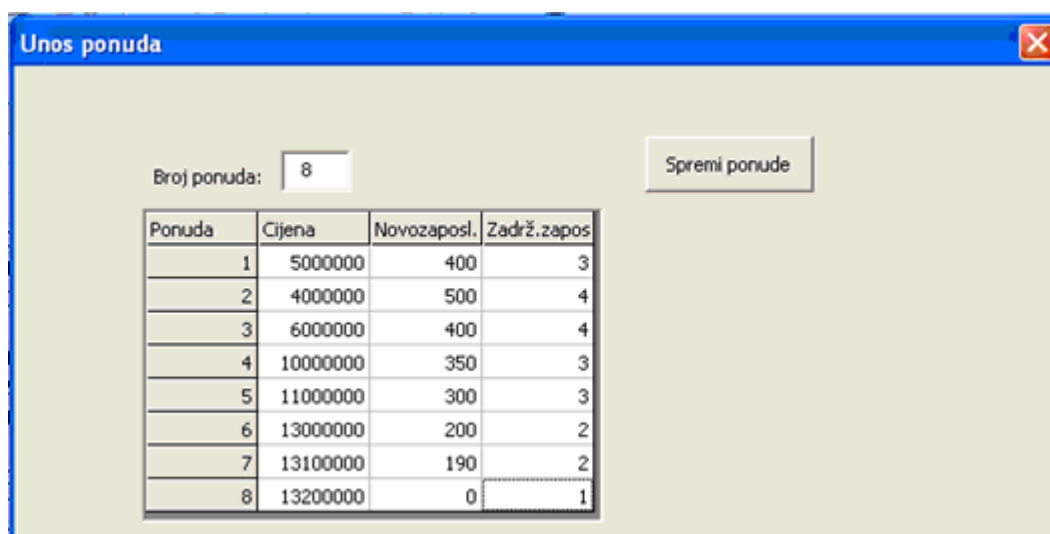 Unos ponuda
Broj ponuda: 8 Spremi ponude
Ponuda Cijena Novozaposl. Zadrž.zapos
1 5000000 400 3
2 4000000 500 4
3 6000000 400 4
4 10000000 350 3
5 11000000 300 3
6 13000000 200 2
7 13100000 190 2
8 13200000 0 1